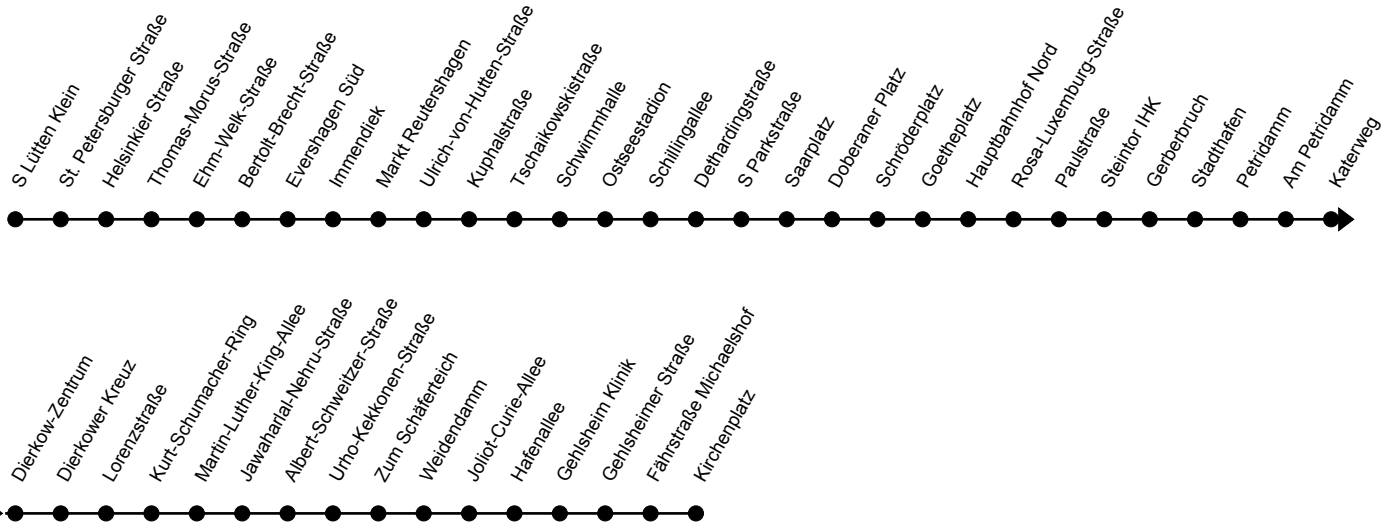 S Lütten Klein
St. Petersburger Straße
Helsinkier Straße
Thomas-Morus-Straße
Ehm-Welk-Straße
Bertolt-Brecht-Straße
Evershagen Süd
Immendiek
Markt Reutershagen
Ulrich-von-Hutten-Straße
Kuphalstraße
Tschaikowskistraße
Schwimmhalle
Ostseestadion
Schillingallee
Dethardingstraße
S Parkstraße
Saarplatz
Doberaner Platz
Schröderplatz
Goetheplatz
Hauptbahnhof Nord
Rosa-Luxemburg-Straße
Paulstraße
Steintor IHK
Gerberbruch
Stadthafen
Petridamm
Am Petridamm
Katerweg
Dierkow-Zentrum
Dierkower Kreuz
Lorenzstraße
Kurt-Schumacher-Ring
Martin-Luther-King-Allee
Jawaharlal-Nehru-Straße
Albert-Schweitzer-Straße
Urho-Kekkonen-Straße
Zum Schäferteich
Weidendamm
Joliot-Curie-Allee
Hafenallee
Gehlsheim Klinik
Gehlsheimer Straße
Fährstraße Michaelshof
Kirchenplatz